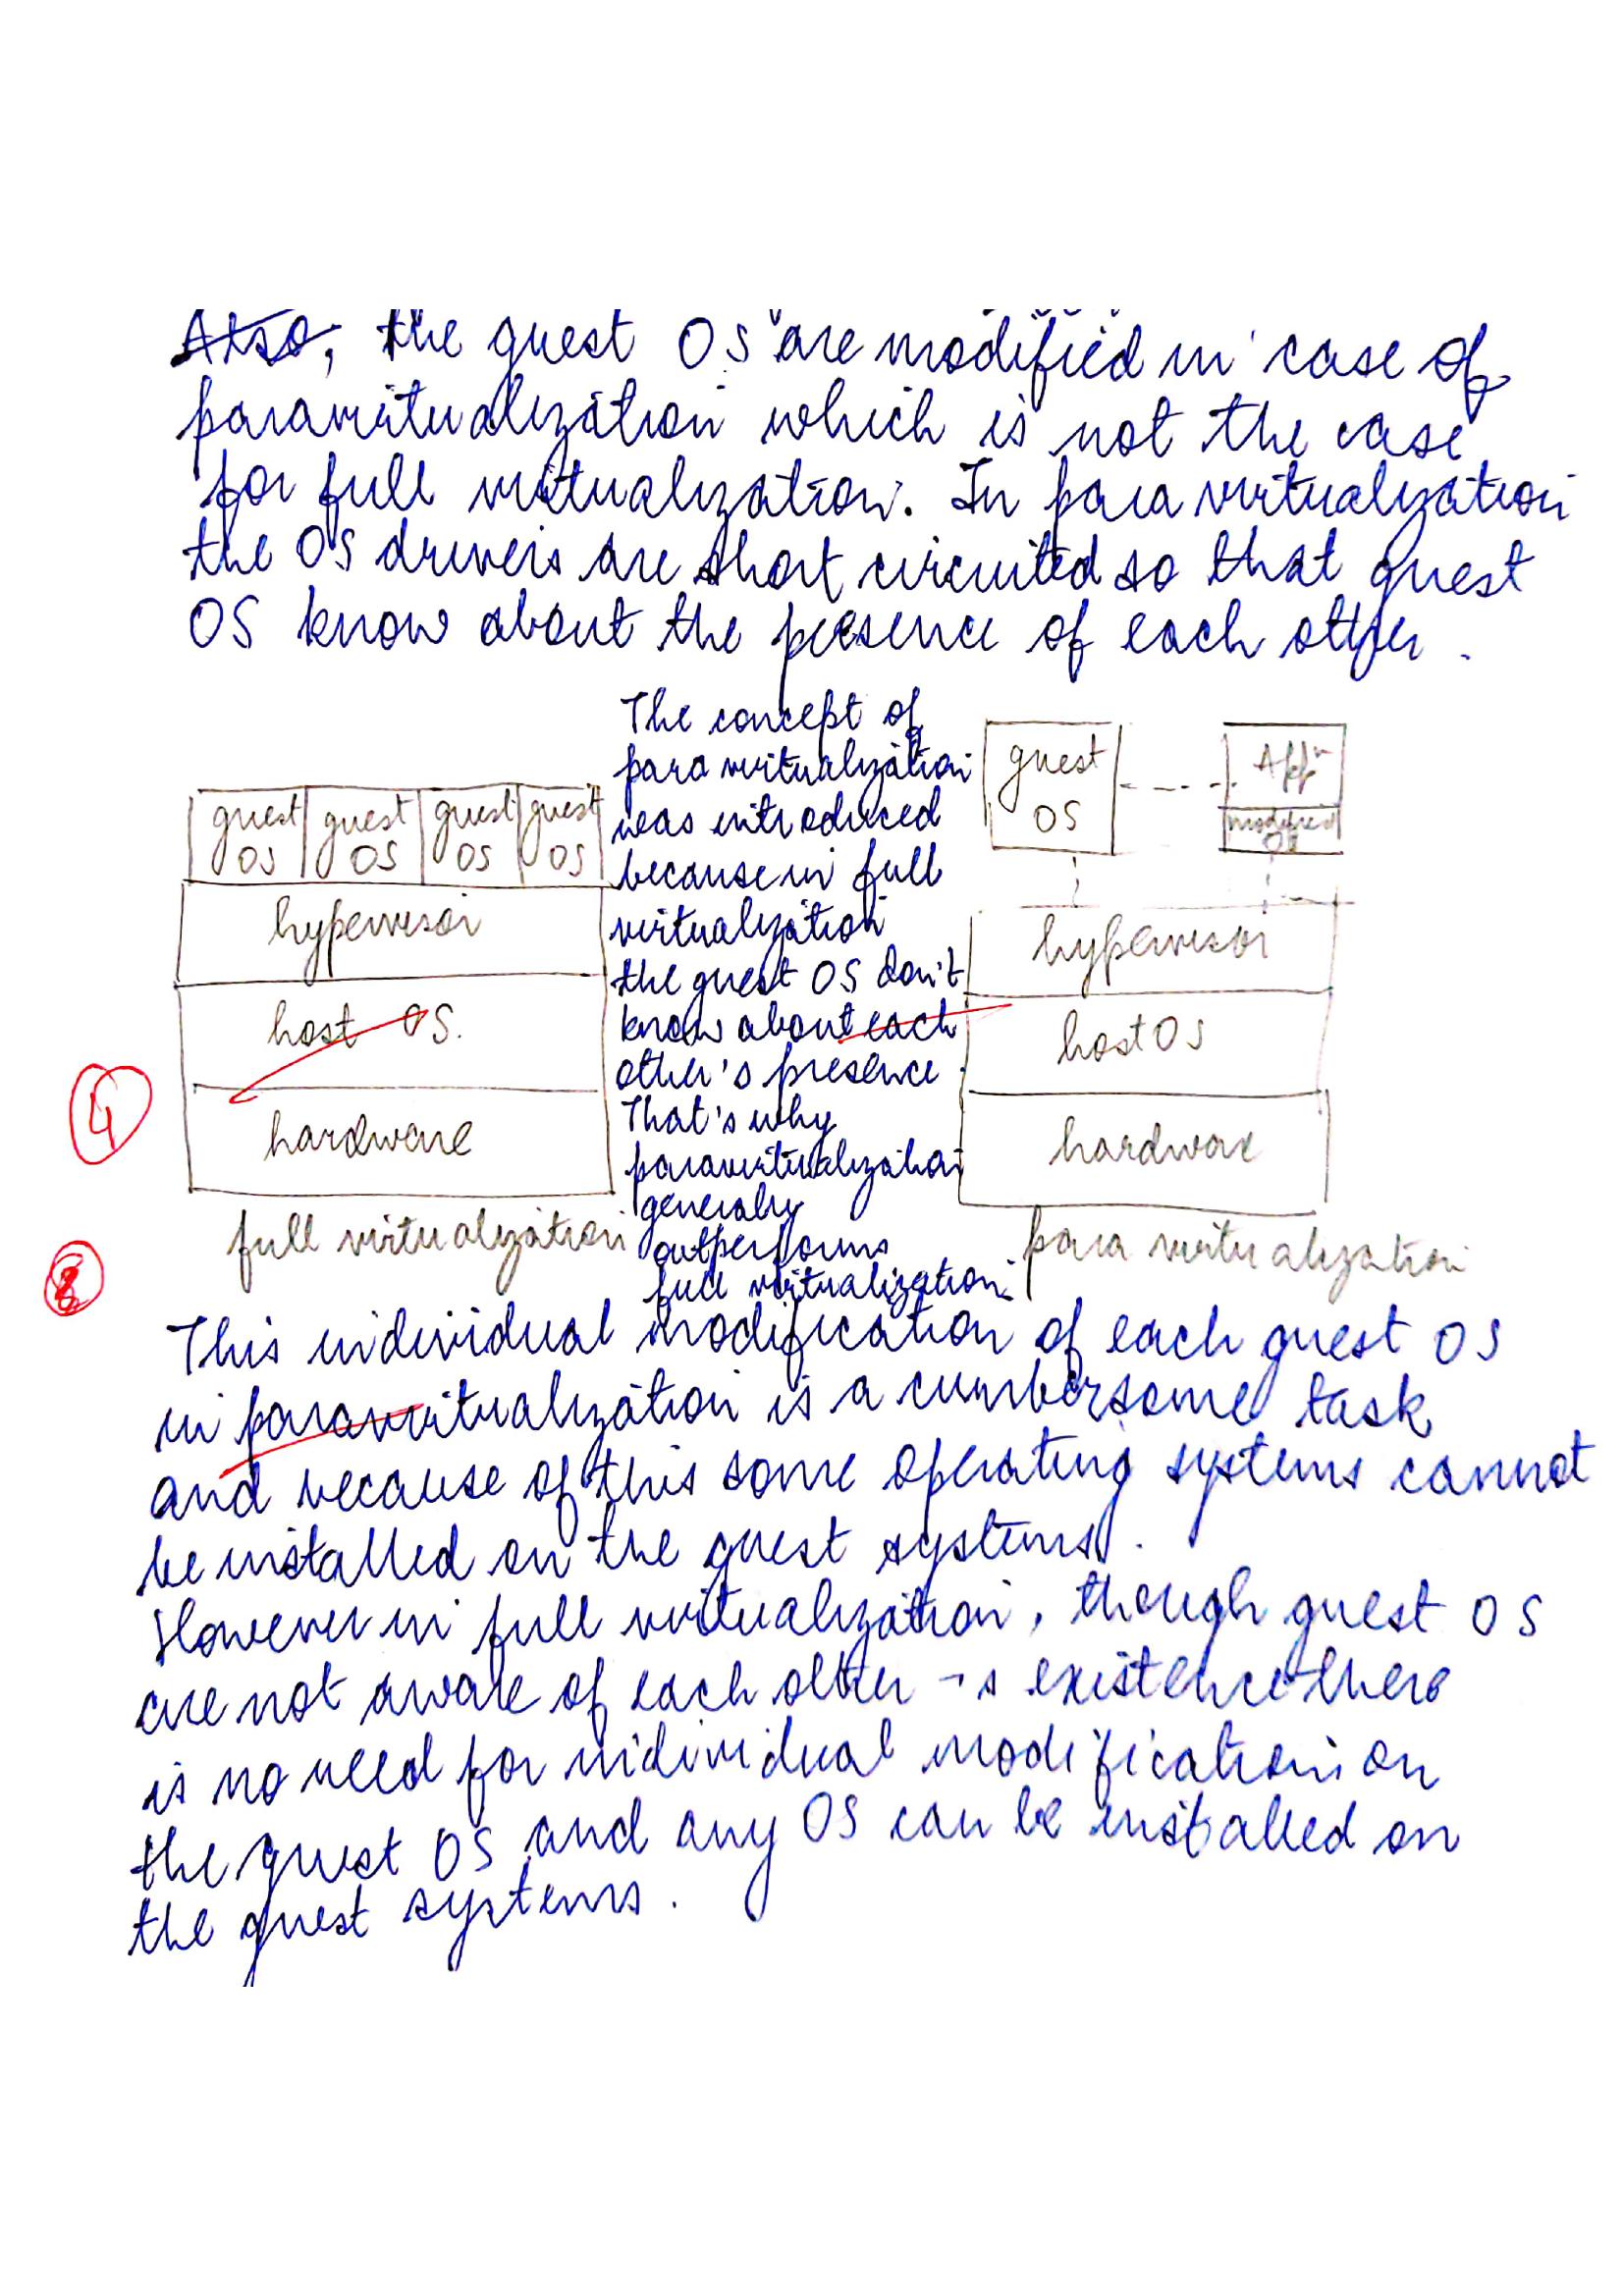 Also, the guest OS are modified in case of
paravirtualization which is not the case
for full virtualization. In para virtualization
the OS drivers are short circuited so that guest
OS know about the presence of each other.
guest OS
guest OS
guest OS
guest OS
hypervisor
host OS.
hardware
full virtualization
The concept of
para virtualization
was introduced
because in full
virtualization
the guest OS don't
know about each
other's presence.
That's why
paravirtualization
generally
outperforms
full virtualization.
guest
OS
Appn
modified
OS
hypervisor
host OS
hardware
para virtualization
4
8
This individual modification of each guest OS
in paravirtualization is a cumbersome task
and because of this some operating systems cannot
be installed on the guest systems.
However in full virtualization, though guest OS
are not aware of each other's existence there
is no need for individual modification on
the guest OS and any OS can be installed on
the guest systems.